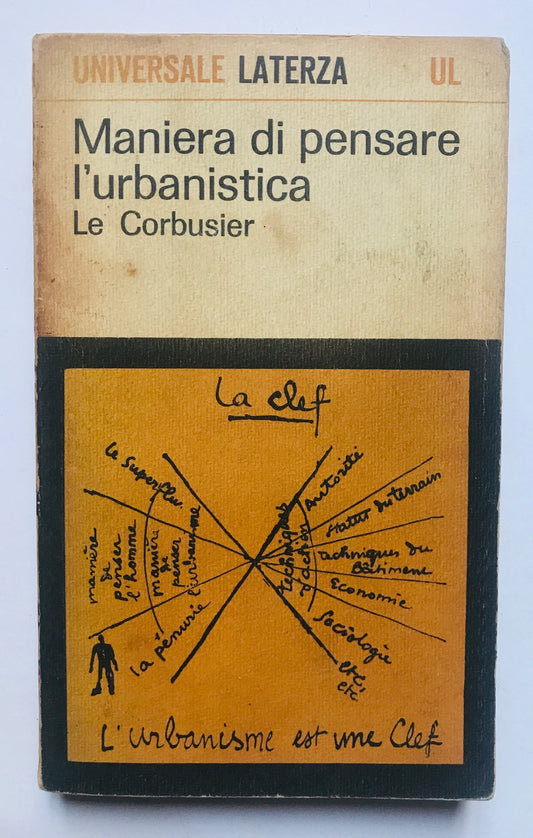 UNIVERSALE LATERZA UL
Maniera di pensare
l'urbanistica
Le Corbusier
La clef
le superflu
manière
de
penser
l'homme
manière
de
penser
l'urbanisme
la pénurie
techniques
d'action
Autorité
statut du terrain
techniques du
Bâtiment
Economie
Sociologie
etc,
etc
L'urbanisme est une Clef